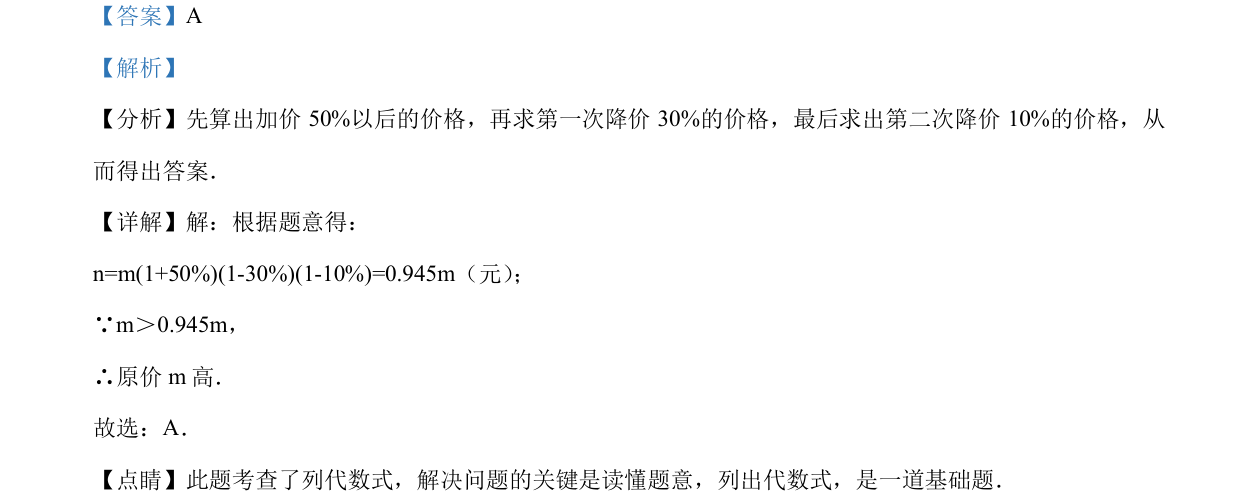 【答案】A
【解析】
【分析】先算出加价 50%以后的价格，再求第一次降价 30%的价格，最后求出第二次降价 10%的价格，从
而得出答案．
【详解】解：根据题意得：
n=m(1+50%)(1-30%)(1-10%)=0.945m（元）；
∵m＞0.945m，
∴原价 m 高．
故选：A．
【点睛】此题考查了列代数式，解决问题的关键是读懂题意，列出代数式，是一道基础题．